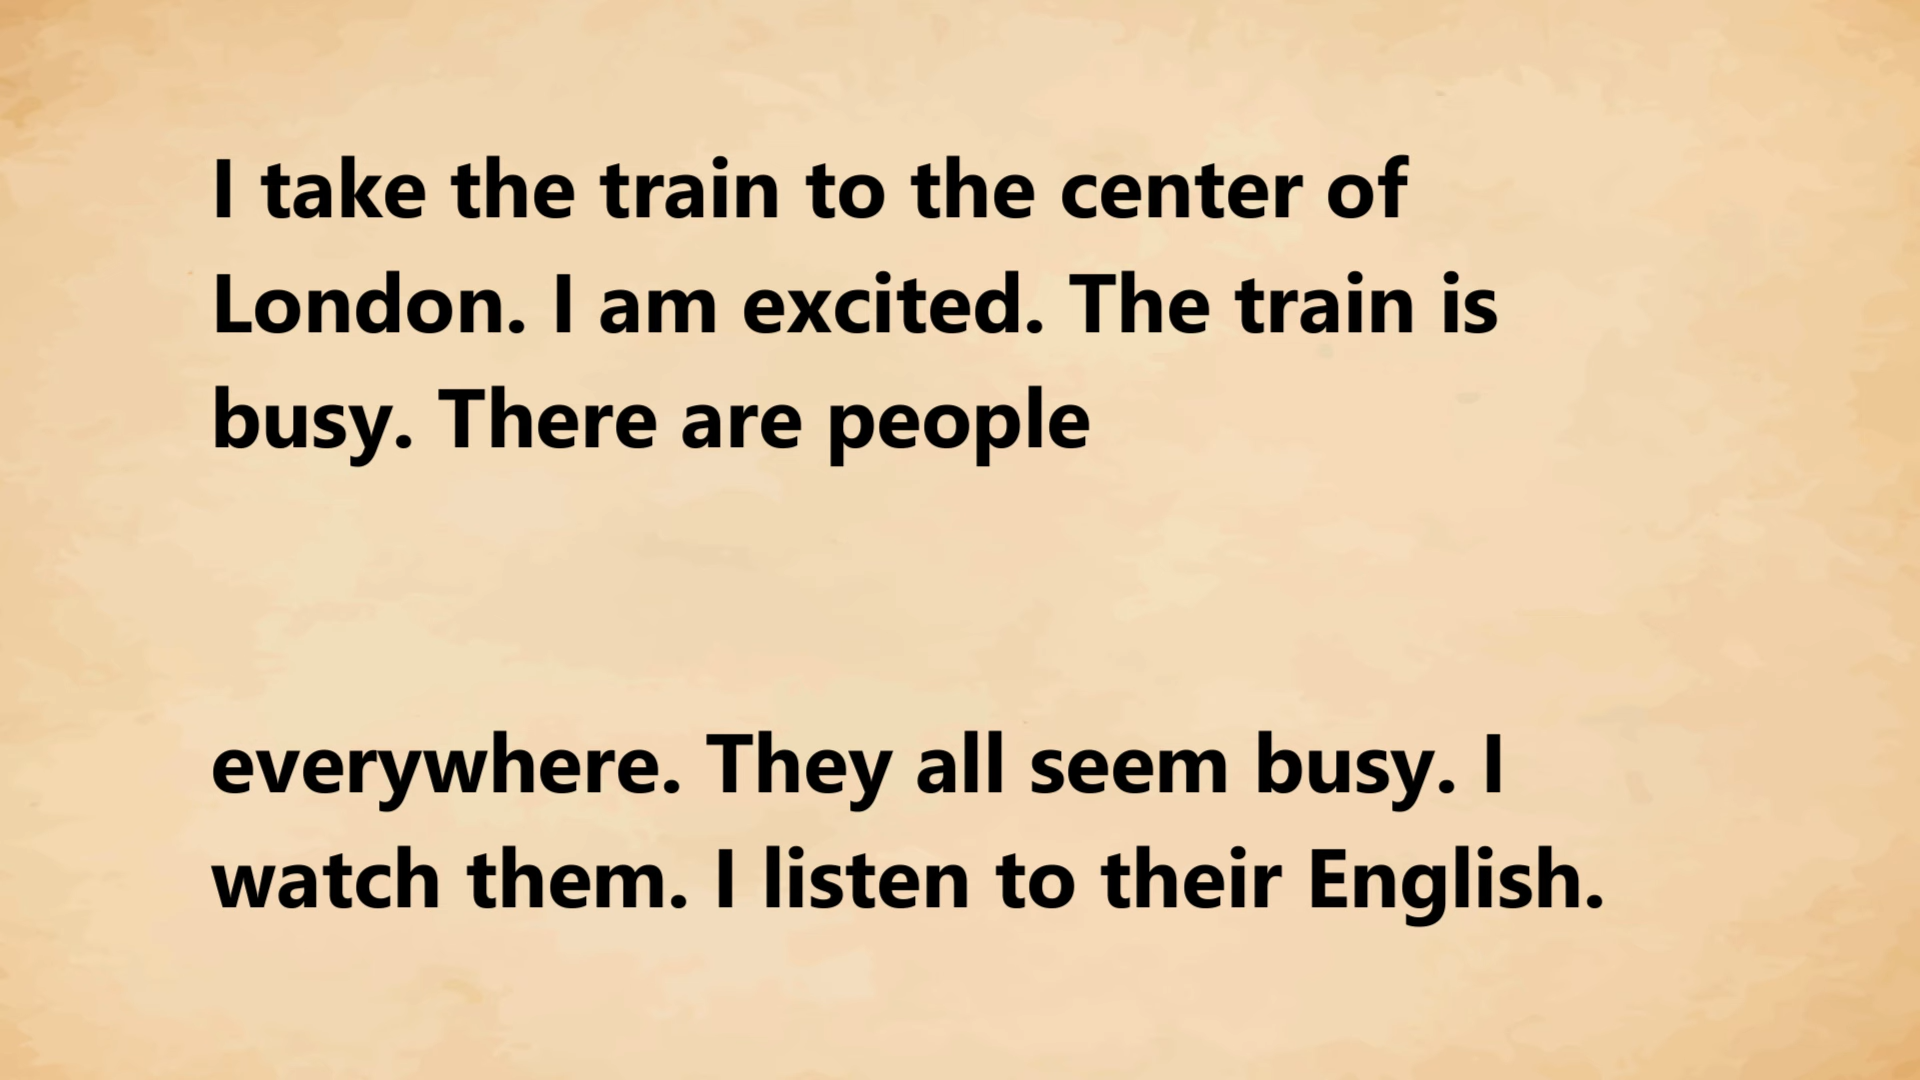 I take the train to the center of
London. I am excited. The train is
busy. There are people
everywhere. They all seem busy. I
watch them. I listen to their English.